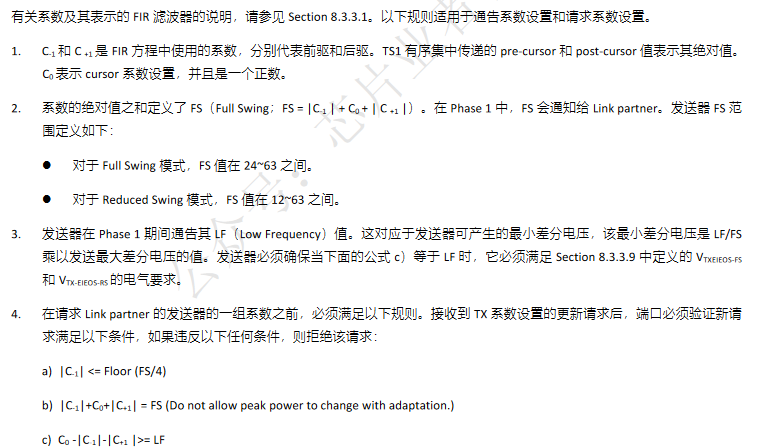 有关系数及其表示的 FIR 滤波器的说明，请参见 Section 8.3.3.1。以下规则适用于通告系数设置和请求系数设置。
1. C-1 和 C +1 是 FIR 方程中使用的系数，分别代表前驱和后驱。TS1 有序集中传递的 pre-cursor 和 post-cursor 值表示其绝对值。
C0 表示 cursor 系数设置，并且是一个正数。
2. 系数的绝对值之和定义了 FS（Full Swing；FS = |C-1 | + C0 + | C +1 |）。在 Phase 1 中，FS 会通知给 Link partner。发送器 FS 范
围定义如下：
● 对于 Full Swing 模式，FS 值在 24~63 之间。
● 对于 Reduced Swing 模式，FS 值在 12~63 之间。
3. 发送器在 Phase 1 期间通告其 LF（Low Frequency）值。这对应于发送器可产生的最小差分电压，该最小差分电压是 LF/FS
乘以发送最大差分电压的值。发送器必须确保当下面的公式 c）等于 LF 时，它必须满足 Section 8.3.3.9 中定义的 VTXEIEOS-FS
和 VTX-EIEOS-RS 的电气要求。
4. 在请求 Link partner 的发送器的一组系数之前，必须满足以下规则。接收到 TX 系数设置的更新请求后，端口必须验证新请
求满足以下条件，如果违反以下任何条件，则拒绝该请求：
a) |C-1| <= Floor (FS/4)
b) |C-1|+C0+|C+1| = FS (Do not allow peak power to change with adaptation.)
c) C0 -|C-1|-|C+1 |>= LF
公众号：芯片业者